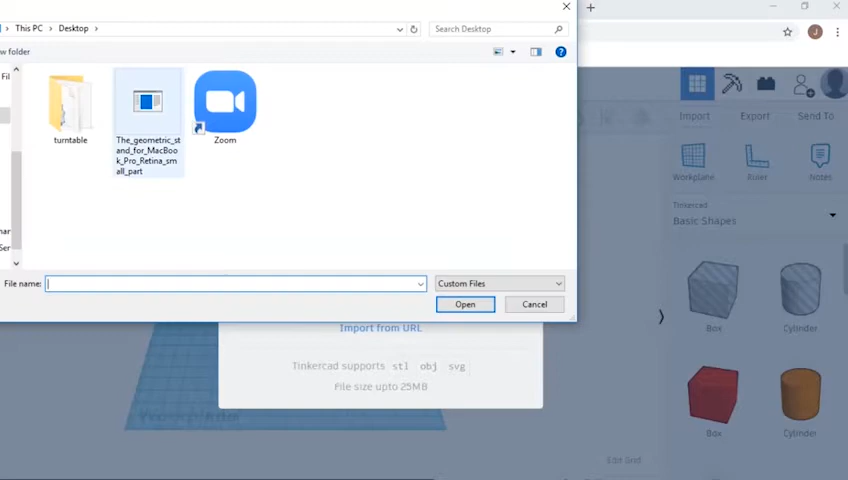 This PC
Desktop
Search Desktop
w folder
turntable
The_geometric_st
and_for_MacBoo
k_Pro_Retina_sm
all_part
Zoom
File name:
Custom Files
Open
Cancel
Import from URL
Tinkercad supports stl obj svg
File size upto 25MB
Import
Export
Send To
Workplane
Ruler
Notes
Tinkercad
Basic Shapes
Box
Cylinder
Box
Cylinder
Edit Grid
Workplane
J